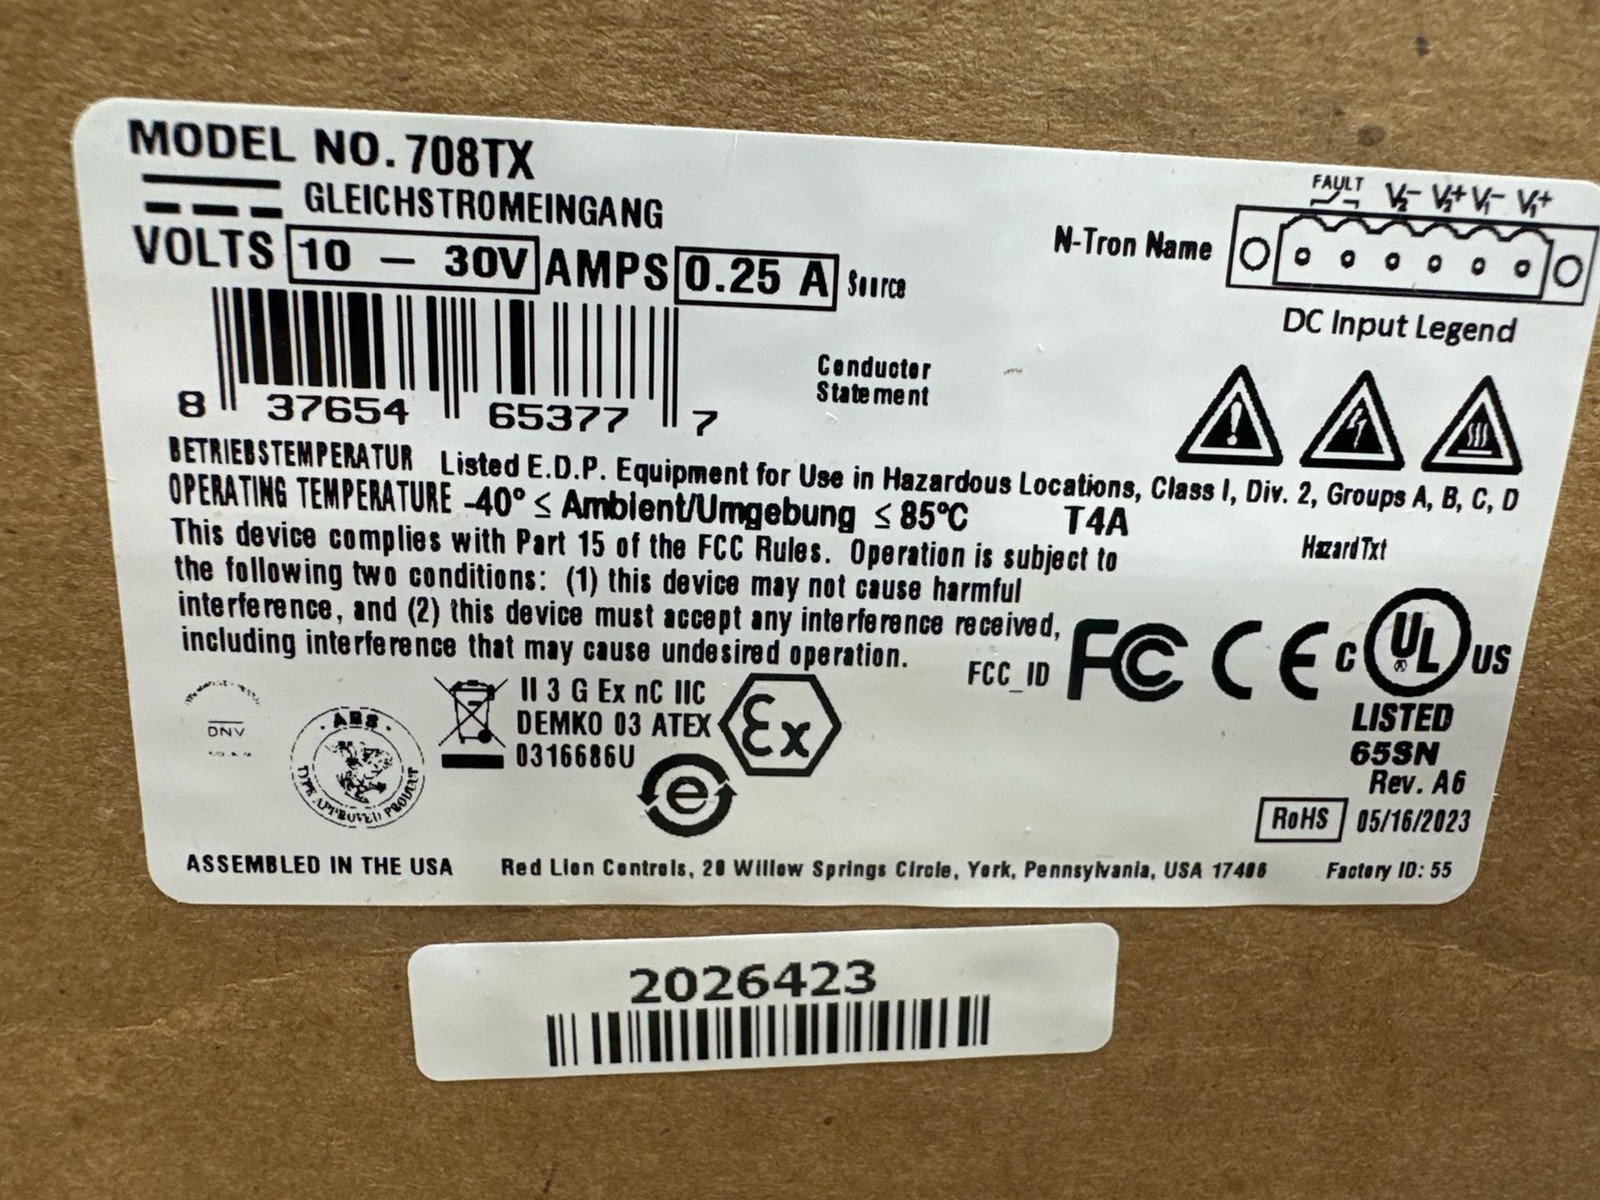 MODEL NO. 708TX
GLEICHSTROMEINGANG
VOLTS 10 – 30V AMPS 0.25 A Source
8 37654 65377 7
Conductor
Statement
FAULT V2- V2+ V1- V1+
N-Tron Name
DC Input Legend
BETRIEBSTEMPERATUR Listed E.D.P. Equipment for Use in Hazardous Locations, Class I, Div. 2, Groups A, B, C, D
OPERATING TEMPERATURE -40° ≤ Ambient/Umgebung ≤ 85°C T4A
HazardTxt
This device complies with Part 15 of the FCC Rules. Operation is subject to
the following two conditions: (1) this device may not cause harmful
interference, and (2) this device must accept any interference received,
including interference that may cause undesired operation.
FCC_ID FC CE C UL ® US
LISTED
65SN
Rev. A6
RoHS 05/16/2023
DNV
ABS
TYPE APPROVED PRODUCT
II 3 G Ex nC IIC
DEMKO 03 ATEX
0316686U
Ex
e
ASSEMBLED IN THE USA Red Lion Controls, 20 Willow Springs Circle, York, Pennsylvania, USA 17406 Factory ID: 55
2026423